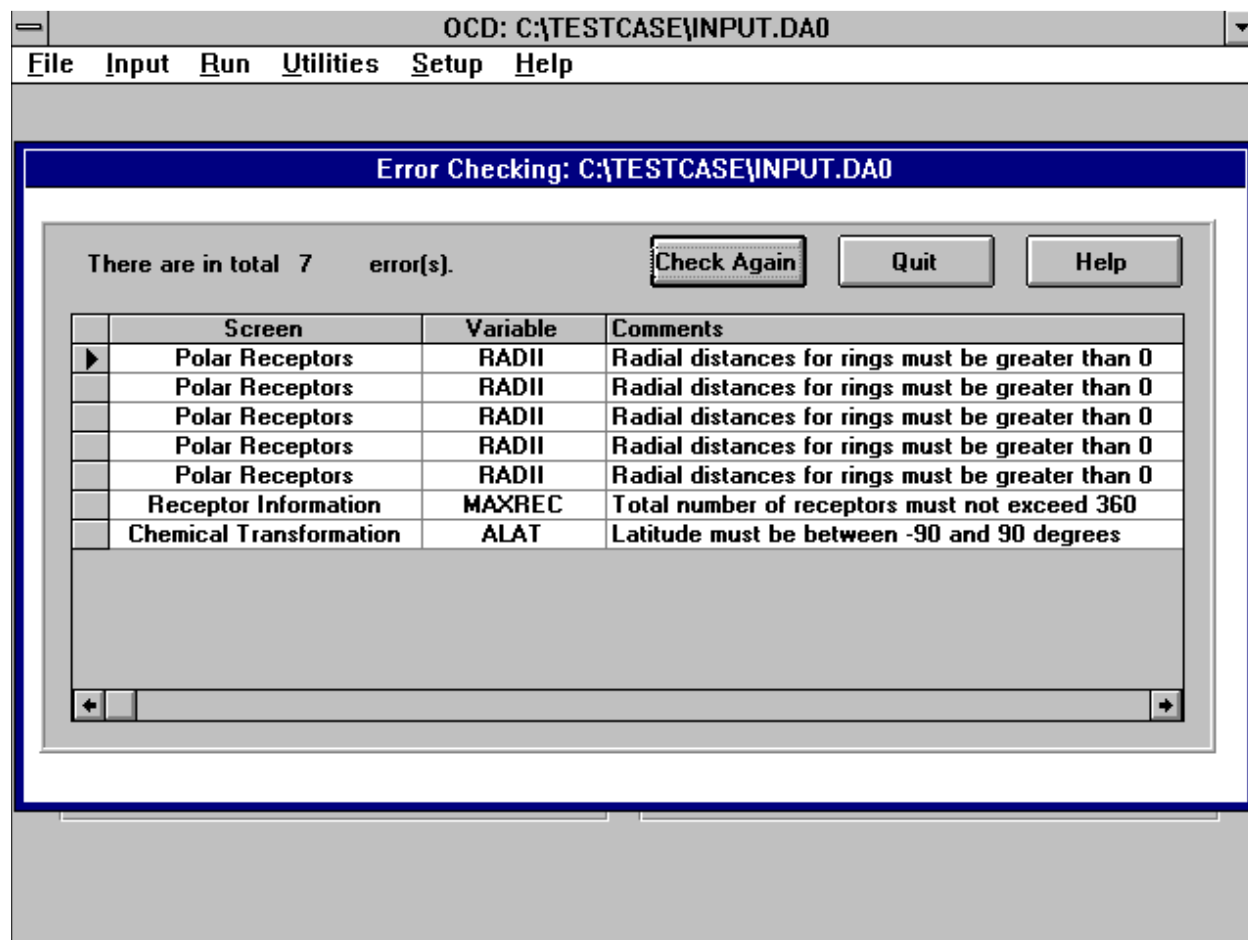 OCD: C:\TESTCASE\INPUT.DA0
File Input Run Utilities Setup Help
Error Checking: C:\TESTCASE\INPUT.DA0
There are in total 7 error(s). Check Again Quit Help
Screen Variable Comments
Polar Receptors RADII Radial distances for rings must be greater than 0
Polar Receptors RADII Radial distances for rings must be greater than 0
Polar Receptors RADII Radial distances for rings must be greater than 0
Polar Receptors RADII Radial distances for rings must be greater than 0
Polar Receptors RADII Radial distances for rings must be greater than 0
Receptor Information MAXREC Total number of receptors must not exceed 360
Chemical Transformation ALAT Latitude must be between -90 and 90 degrees